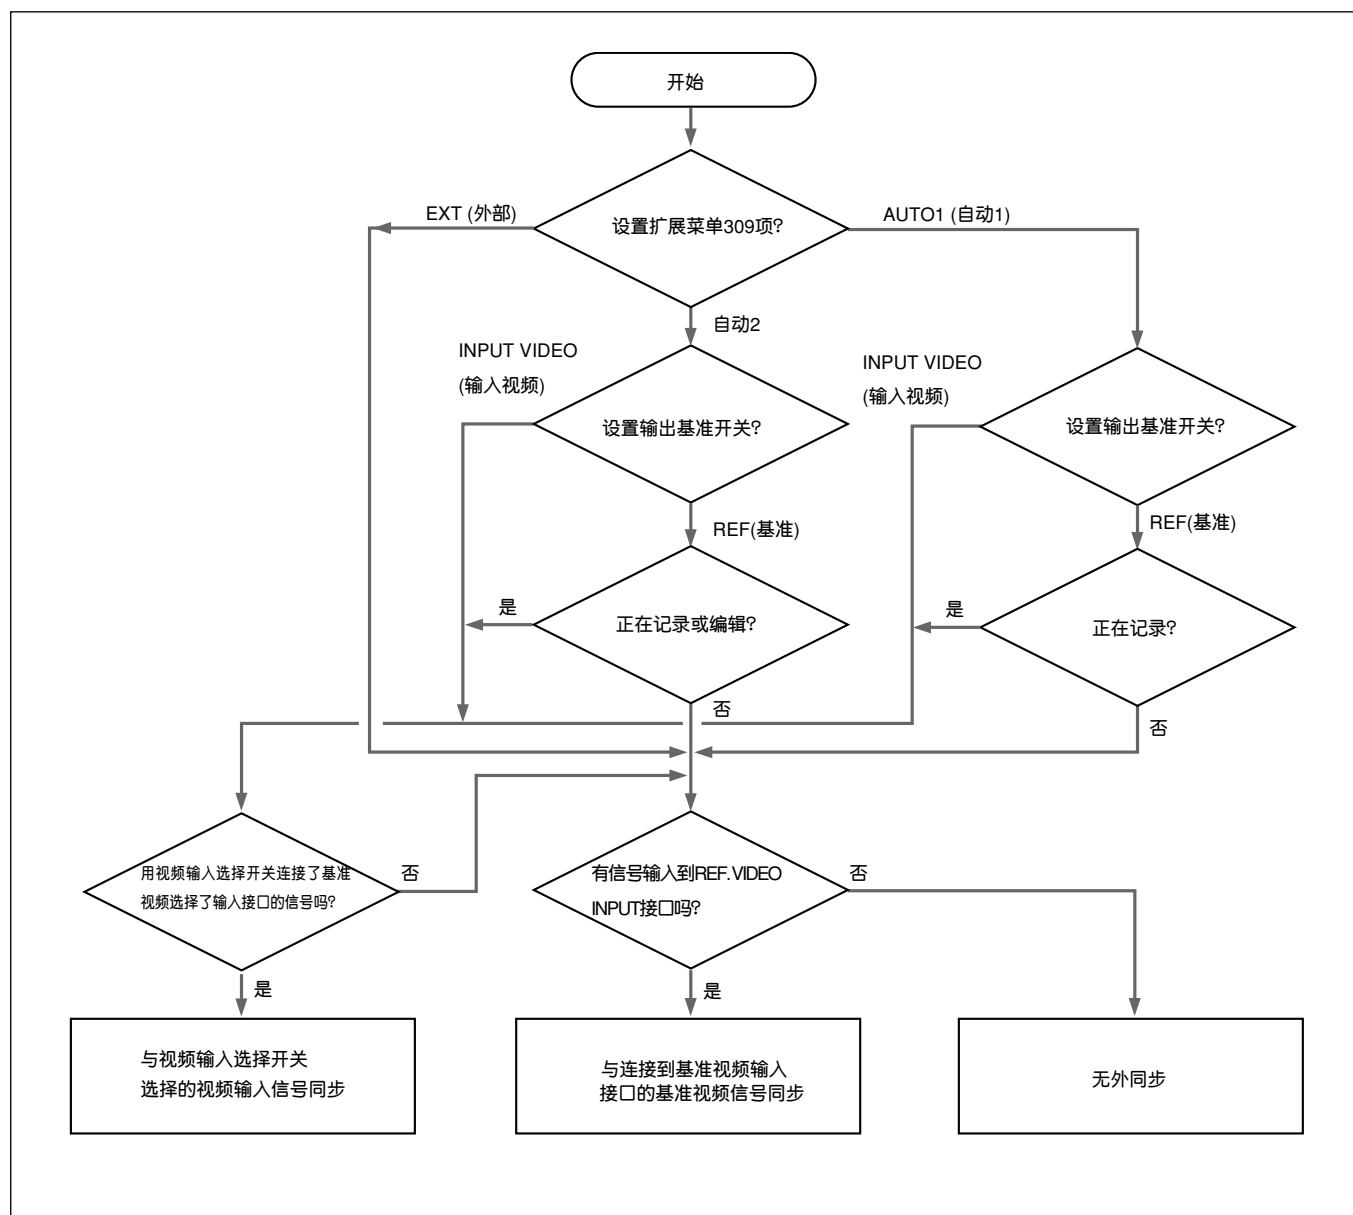 开始
EXT (外部)
设置扩展菜单309项?
AUTO1 (自动1)
自动2
INPUT VIDEO
(输入视频)
INPUT VIDEO
(输入视频)
设置输出基准开关?
设置输出基准开关?
REF(基准)
REF(基准)
是
正在记录或编辑?
是
正在记录?
否
否
用视频输入选择开关连接了基准
视频选择了输入接口的信号吗?
否
有信号输入到REF.VIDEO
INPUT接口吗?
否
是
是
与视频输入选择开关
选择的视频输入信号同步
与连接到基准视频输入
接口的基准视频信号同步
无外同步